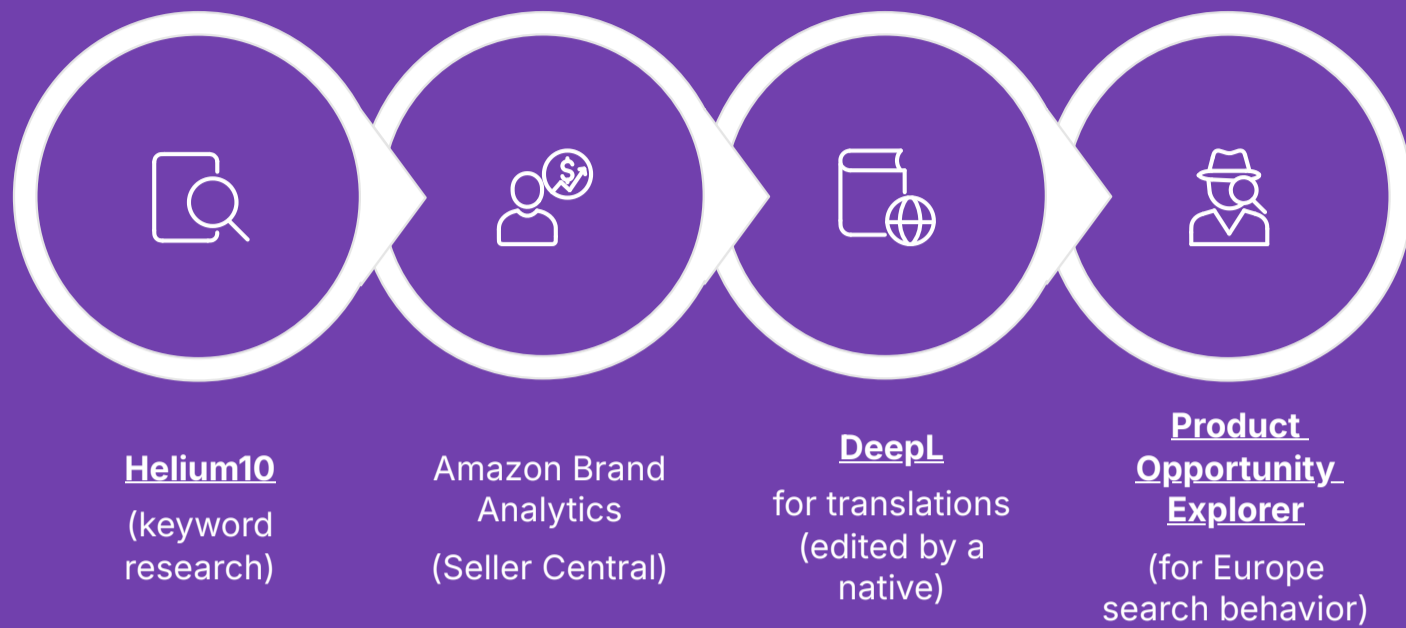 Helium10
(keyword
research)
Amazon Brand
Analytics
(Seller Central)
DeepL
for translations
(edited by a
native)
Product
Opportunity
Explorer
(for Europe
search behavior)